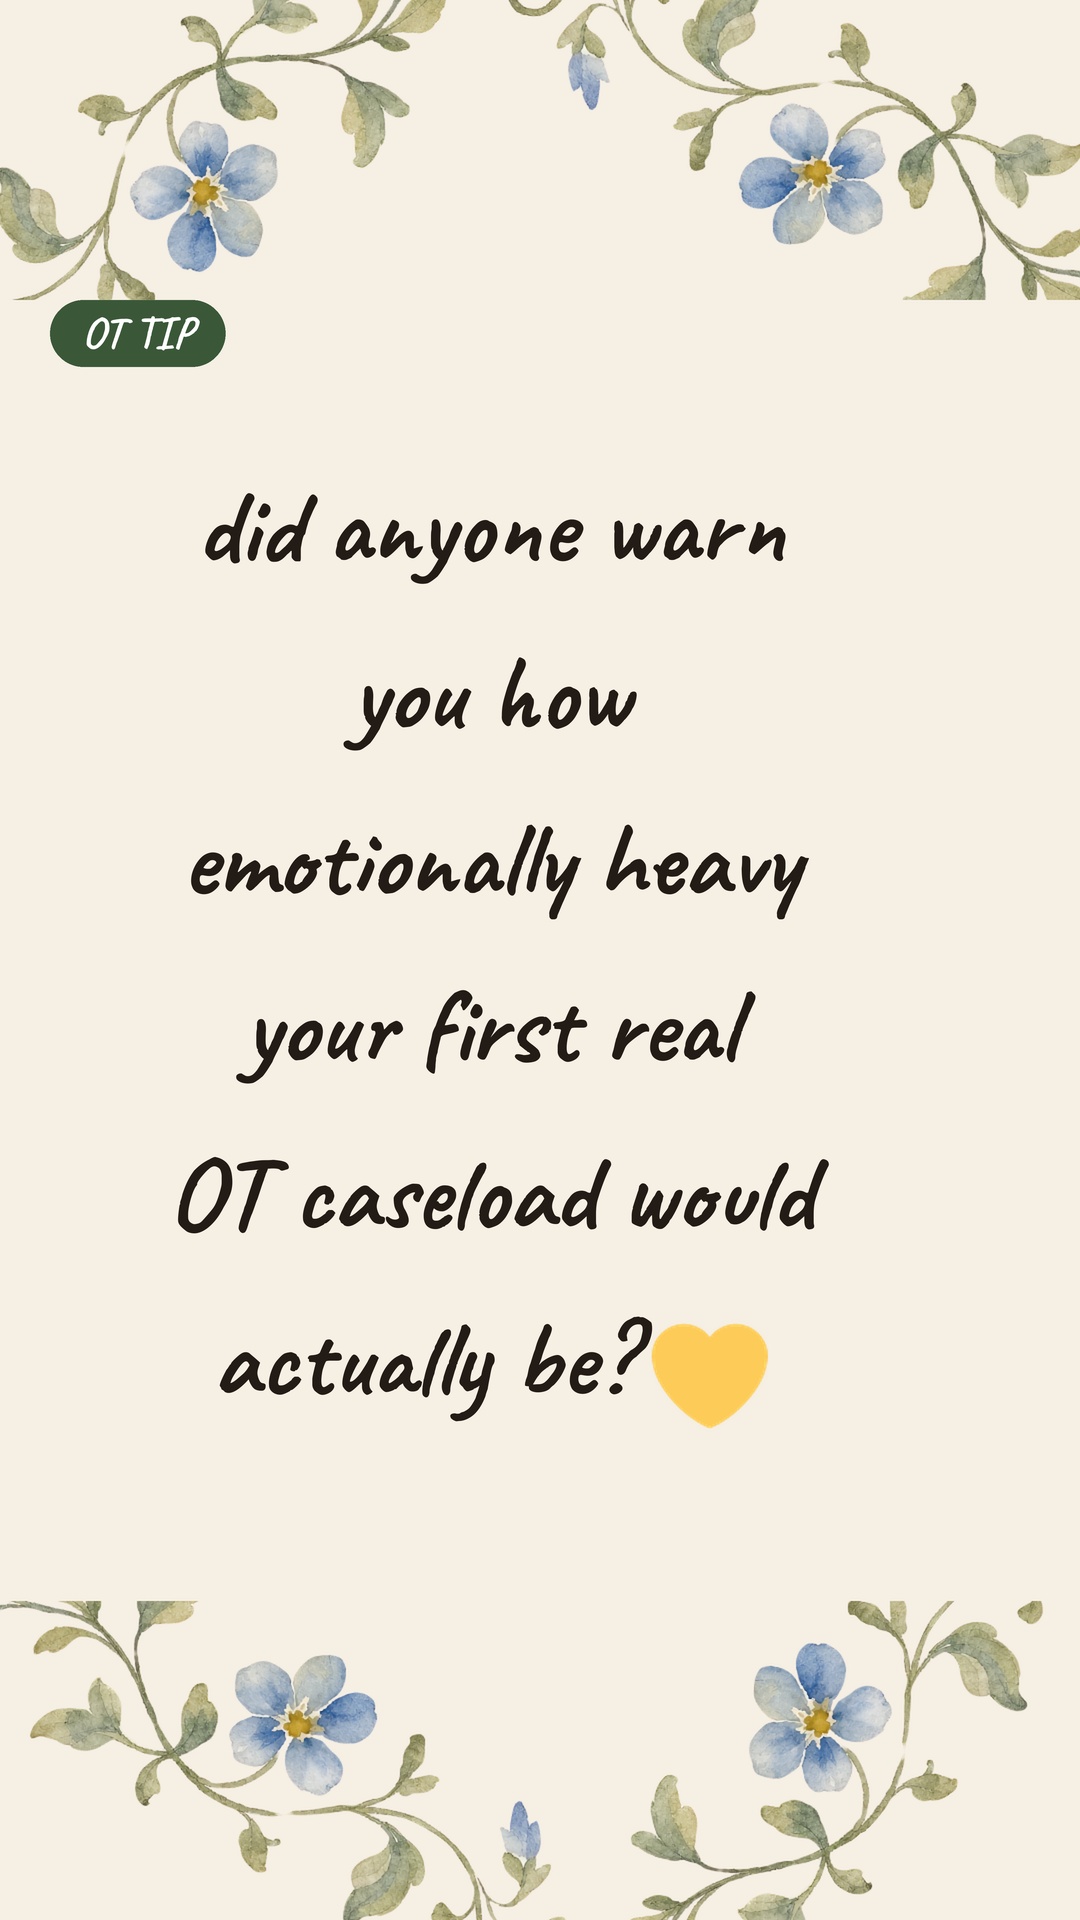 OT TIP
did anyone warn
you how
emotionally heavy
your first real
OT caseload would
actually be?💛